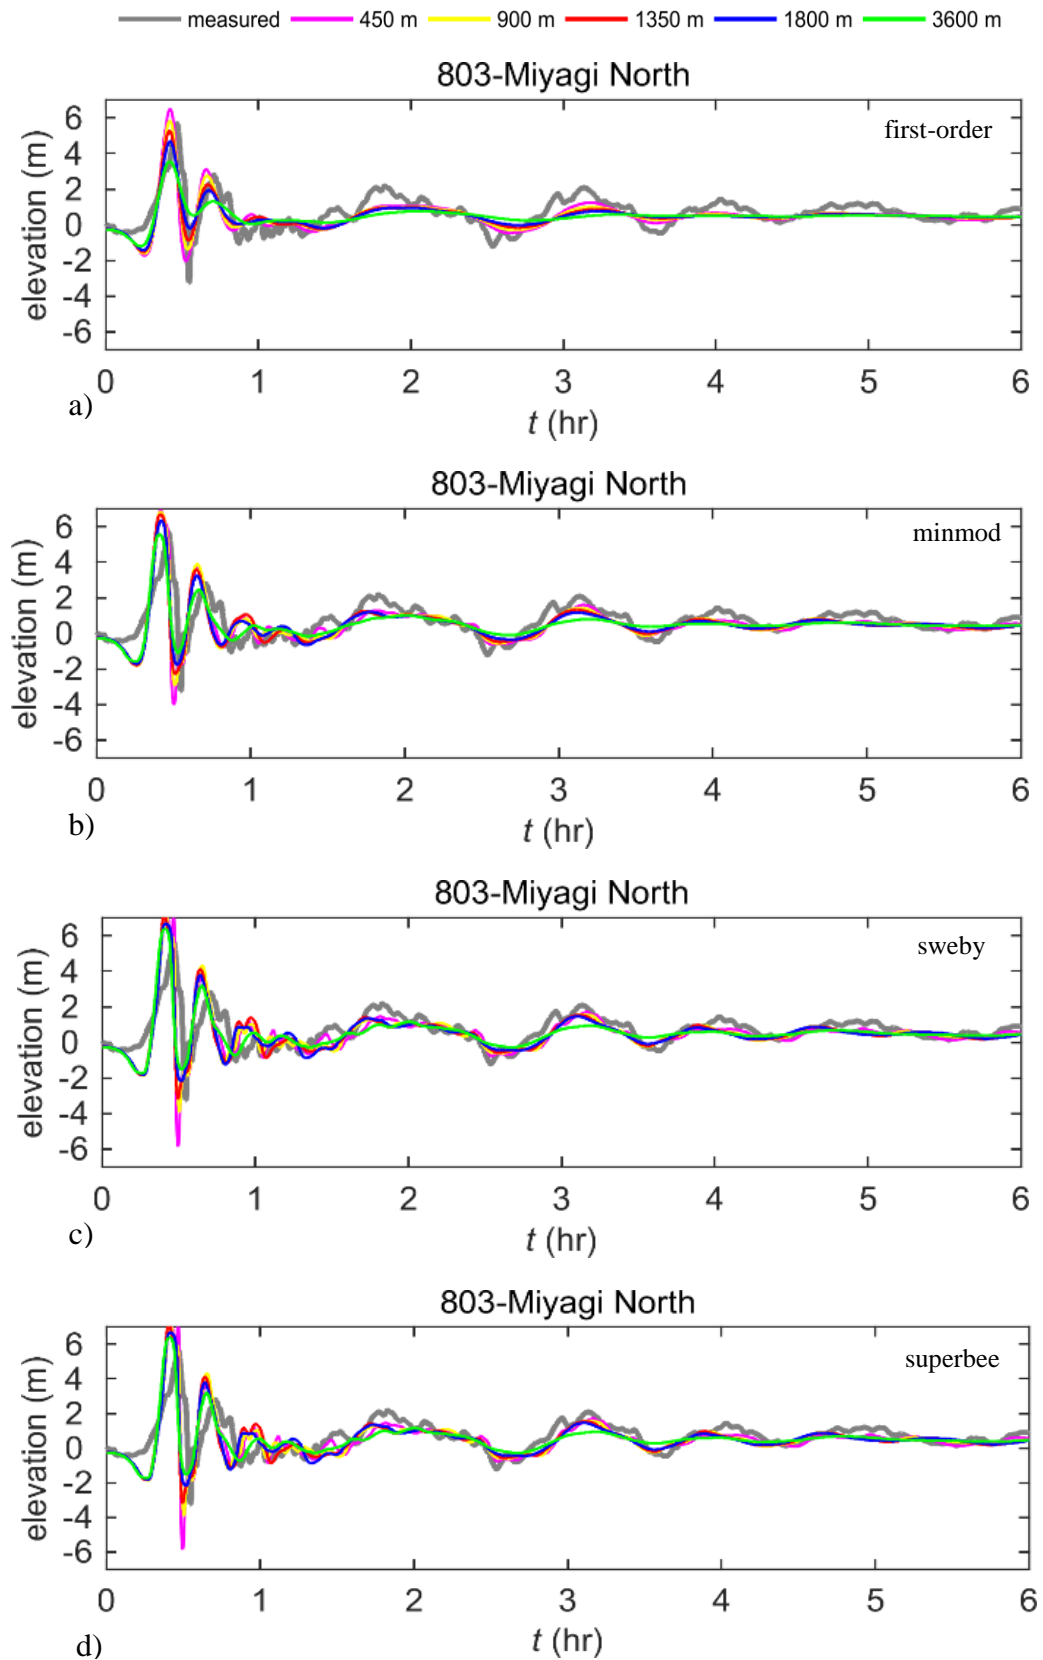 measured 450 m 900 m 1350 m 1800 m 3600 m
803-Miyagi North
first-order
elevation (m)
6
4
2
0
-2
-4
-6
0 1 2 3 4 5 6
a)
t (hr)
803-Miyagi North
minmod
elevation (m)
6
4
2
0
-2
-4
-6
0 1 2 3 4 5 6
b)
t (hr)
803-Miyagi North
sweby
elevation (m)
6
4
2
0
-2
-4
-6
0 1 2 3 4 5 6
c)
t (hr)
803-Miyagi North
superbee
elevation (m)
6
4
2
0
-2
-4
-6
0 1 2 3 4 5 6
d)
t (hr)